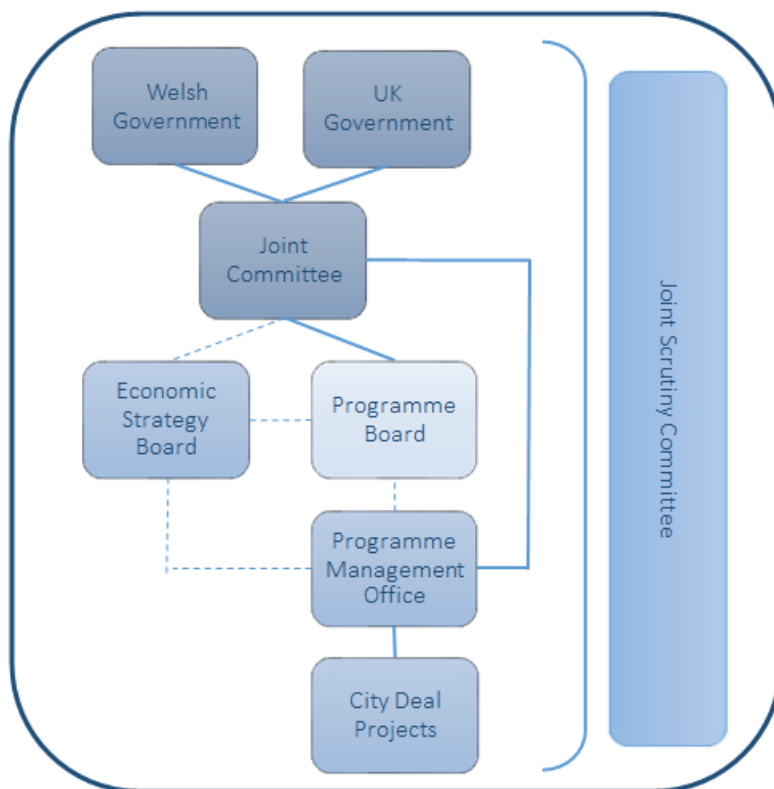 Welsh
Government
UK
Government
Joint
Committee
Economic
Strategy
Board
Programme
Board
Programme
Management
Office
City Deal
Projects
Joint Scrutiny Committee